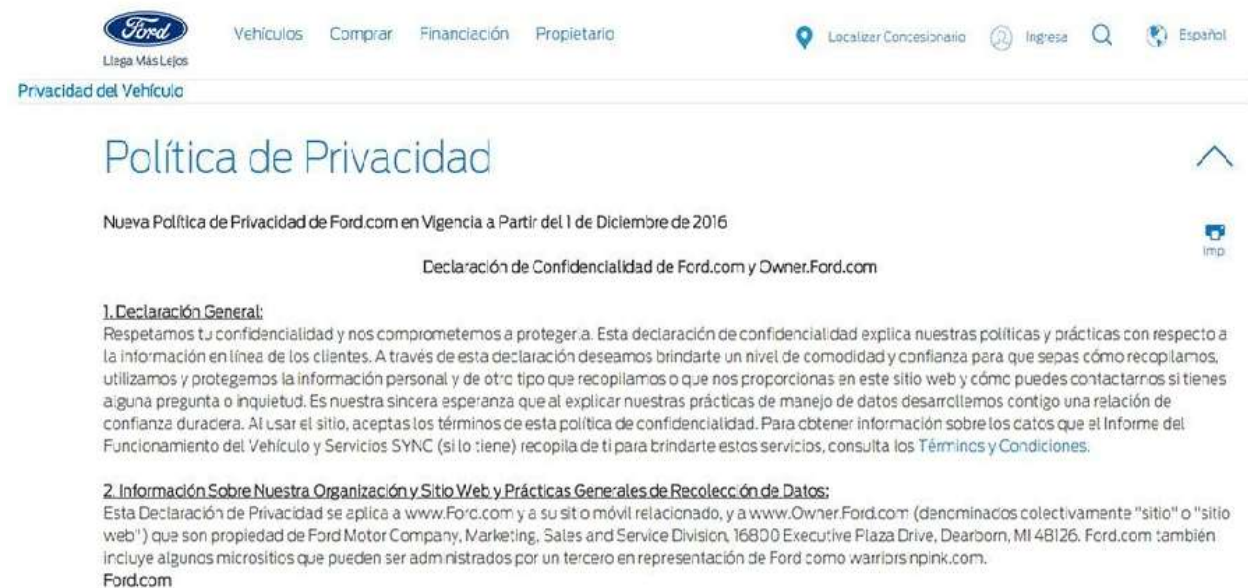 Ford
Vehículos Comprar Financiación Propietario Localizar Concesionario Ingresa Español
Llega Más Lejos
Privacidad del Vehículo
Política de Privacidad
Nueva Política de Privacidad de Ford.com en Vigencia a Partir del 1 de Diciembre de 2016
Imp
Declaración de Confidencialidad de Ford.com y Owner.Ford.com
1. Declaración General:
Respetamos tu confidencialidad y nos comprometemos a protegerla. Esta declaración de confidencialidad explica nuestras políticas y prácticas con respecto a
la información en línea de los clientes. A través de esta declaración deseamos brindarte un nivel de comodidad y confianza para que sepas cómo recopilamos,
utilizamos y protegemos la información personal y de otro tipo que recopilamos o que nos proporcionas en este sitio web y cómo puedes contactarnos si tienes
alguna pregunta o inquietud. Es nuestra sincera esperanza que al explicar nuestras prácticas de manejo de datos desarrollemos contigo una relación de
confianza duradera. Al usar el sitio, aceptas los términos de esta política de confidencialidad. Para obtener información sobre los datos que el Informe del
Funcionamiento del Vehículo y Servicios SYNC (si lo tiene) recopila de ti para brindarte estos servicios, consulta los Términos y Condiciones.
2. Información Sobre Nuestra Organización y Sitio Web y Prácticas Generales de Recolección de Datos:
Esta Declaración de Privacidad se aplica a www.Ford.com y a su sitio móvil relacionado, y a www.Owner.Ford.com (denominados colectivamente "sitio" o "sitio
web") que son propiedad de Ford Motor Company, Marketing, Sales and Service Division, 16800 Executive Plaza Drive, Dearborn, MI 48126. Ford.com también
incluye algunos micrositios que pueden ser administrados por un tercero en representación de Ford como warriorsinpink.com.
Ford.com